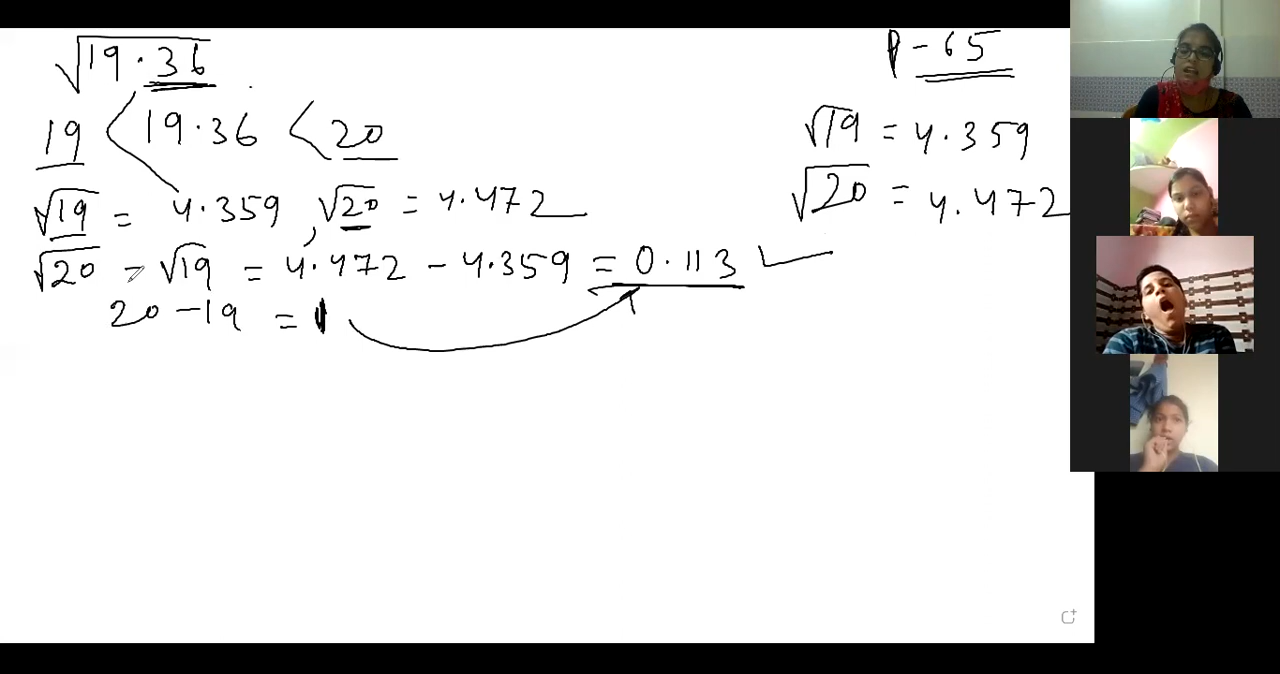 √19.36
p-65
19 < 19.36 < 20
√19 = 4.359
√20 = 4.472
√19 = 4.359, √20 = 4.472
√20 - √19 = 4.472 - 4.359 = 0.113
20 - 19 = 1